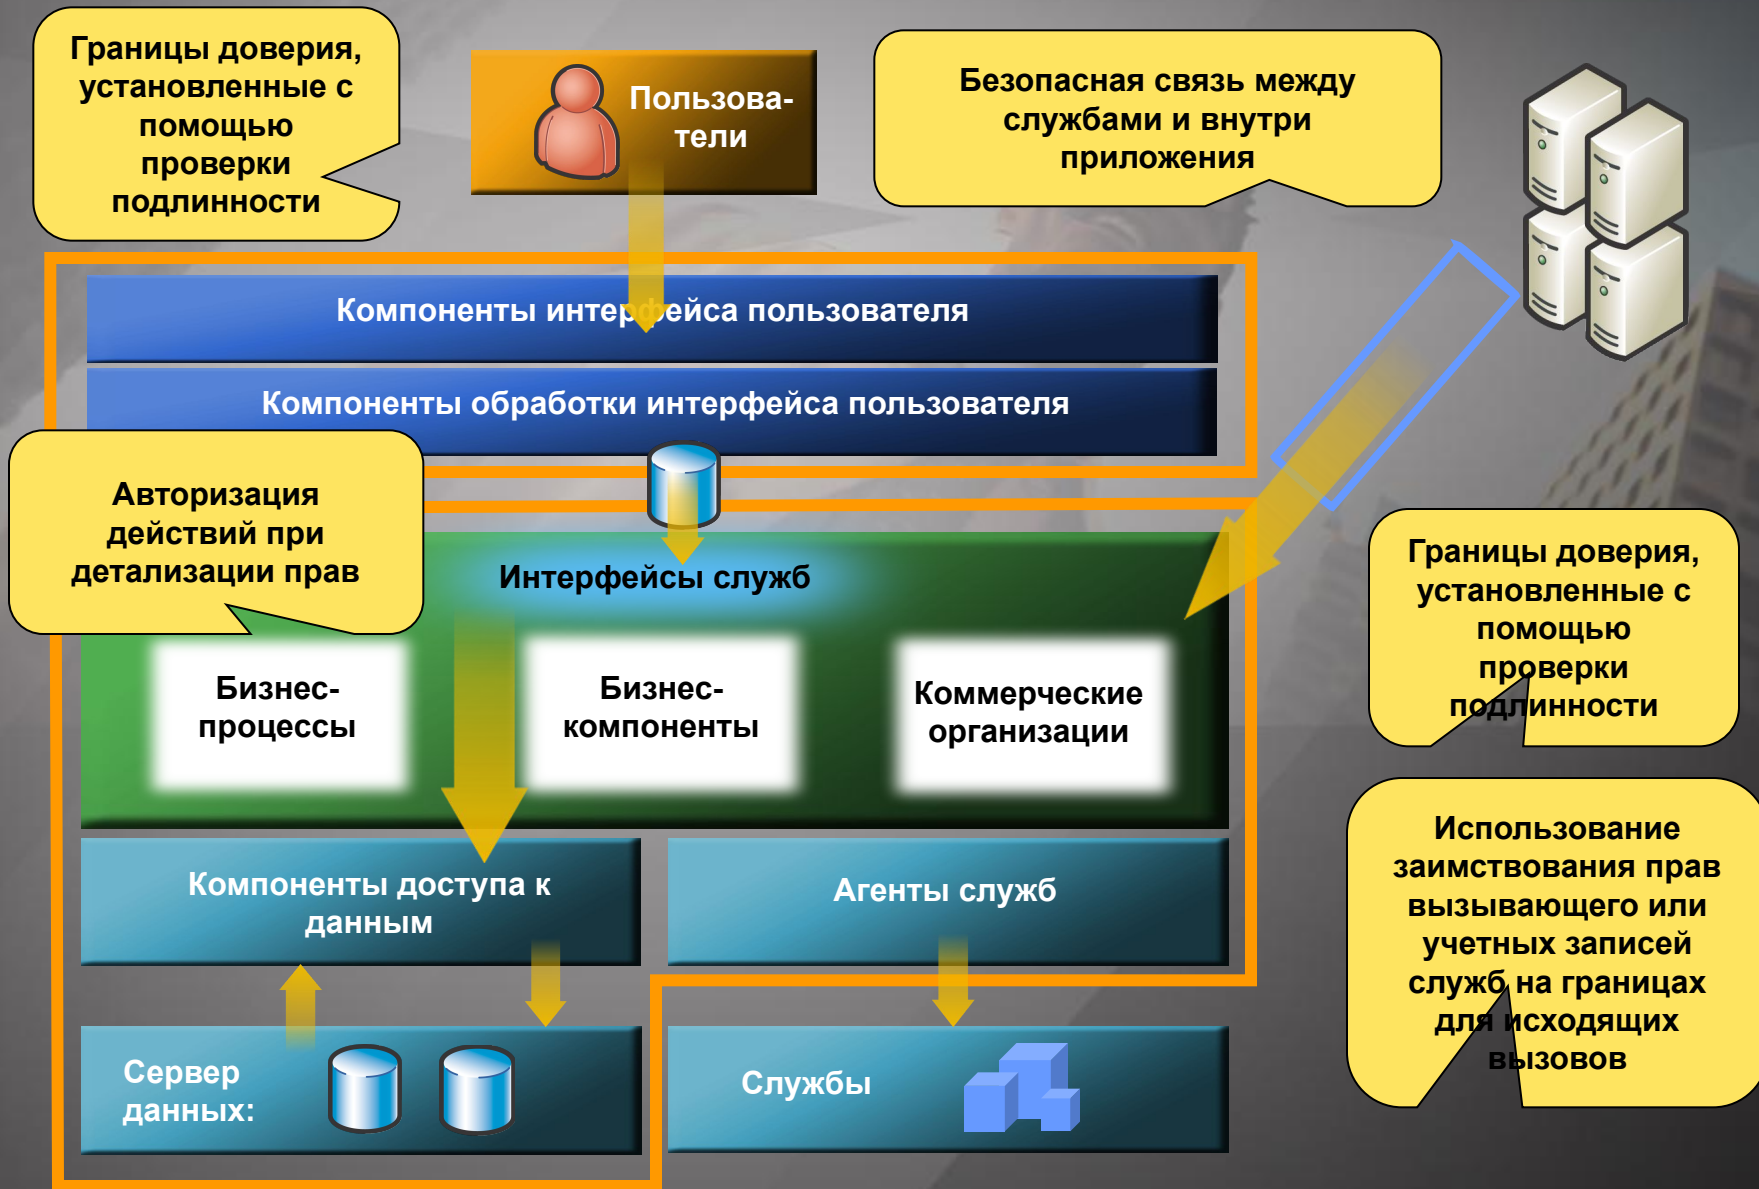 Границы доверия,
установленные с
помощью
проверки
подлинности
Пользова-
тели
Безопасная связь между
службами и внутри
приложения
Компоненты интерфейса пользователя
Компоненты обработки интерфейса пользователя
Авторизация
действий при
детализации прав
Интерфейсы служб
Границы доверия,
установленные с
помощью
проверки
подлинности
Бизнес-
процессы
Бизнес-
компоненты
Коммерческие
организации
Компоненты доступа к
данным
Агенты служб
Использование
заимствования прав
вызывающего или
учетных записей
служб на границах
для исходящих
вызовов
Сервер
данных:
Службы